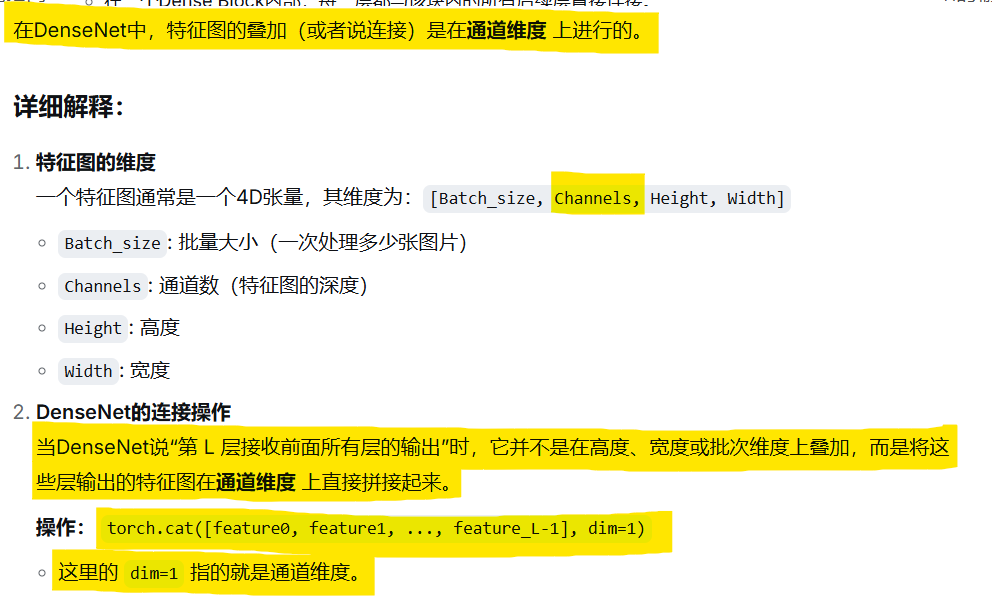 在DenseNet中，特征图的叠加（或者说连接）是在通道维度 上进行的。
详细解释：
1. 特征图的维度
一个特征图通常是一个4D张量，其维度为： [Batch_size, Channels, Height, Width]
Batch_size: 批量大小（一次处理多少张图片）
Channels: 通道数（特征图的深度）
Height: 高度
Width: 宽度
2. DenseNet的连接操作
当DenseNet说“第 L 层接收前面所有层的输出”时，它并不是在高度、宽度或批次维度上叠加，而是将这
些层输出的特征图在通道维度 上直接拼接起来。
操作： torch.cat([feature0, feature1, ..., feature_L-1], dim=1)
这里的 dim=1 指的就是通道维度。